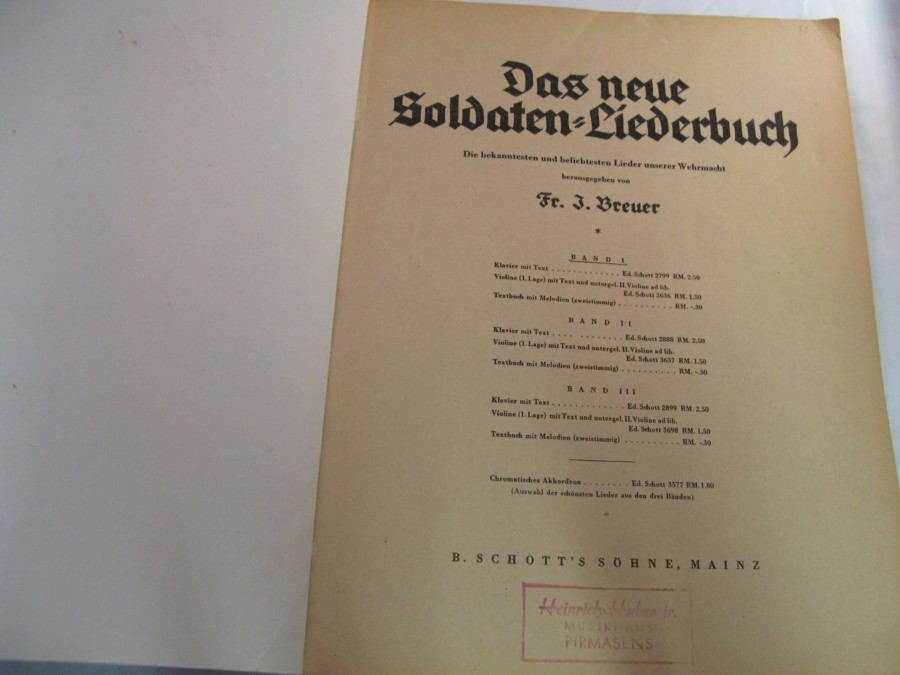 Das neue
Soldaten=Liederbuch
Die bekanntesten und beliebtesten Lieder unserer Wehrmacht
herausgegeben von
Fr. J. Breuer
*
BAND I
Klavier mit Text . . . . . . . . . . . . . Ed. Schott 2799 RM. 2.50
Violine (1. Lage) mit Text und untergel. II. Violine ad lib.
Ed. Schott 3636 RM. 1.50
Textbuch mit Melodien (zweistimmig) . . . . . . . . . . RM. -.30
BAND II
Klavier mit Text . . . . . . . . . . . . Ed. Schott 2888 RM. 2.50
Violine (1. Lage) mit Text und untergel. II. Violine ad lib.
Ed. Schott 3637 RM. 1.50
Textbuch mit Melodien (zweistimmig) . . . . . . . . . . RM. -.30
BAND III
Klavier mit Text . . . . . . . . . . . . . Ed. Schott 2899 RM. 2.50
Violine (1. Lage) mit Text und untergel. II. Violine ad lib.
Ed. Schott 3698 RM. 1.50
Textbuch mit Melodien (zweistimmig) . . . . . . . . . . RM. -.30
Chromatisches Akkordeon . . . . . . . . Ed. Schott 3577 RM. 1.80
(Auswahl der schönsten Lieder aus den drei Bänden)
B. SCHOTT'S SÖHNE, MAINZ
Heinrich Huber jr.
MUSIKHAUS
PIRMASENS